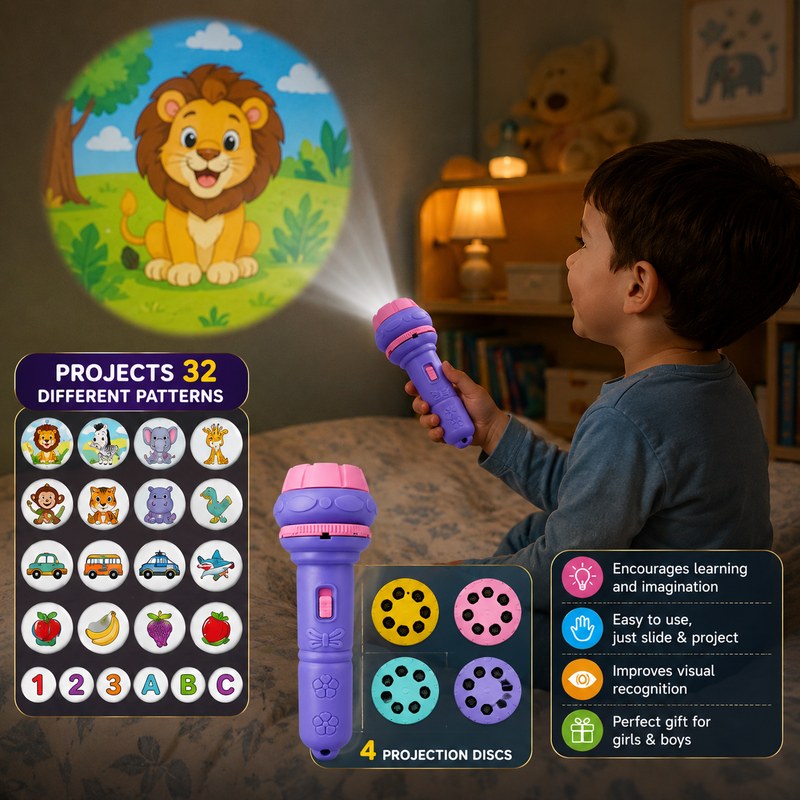 PROJECTS 32
DIFFERENT PATTERNS
1 2 3 A B C
4 PROJECTION DISCS
Encourages learning
and imagination
Easy to use,
just slide & project
Improves visual
recognition
Perfect gift for
girls & boys